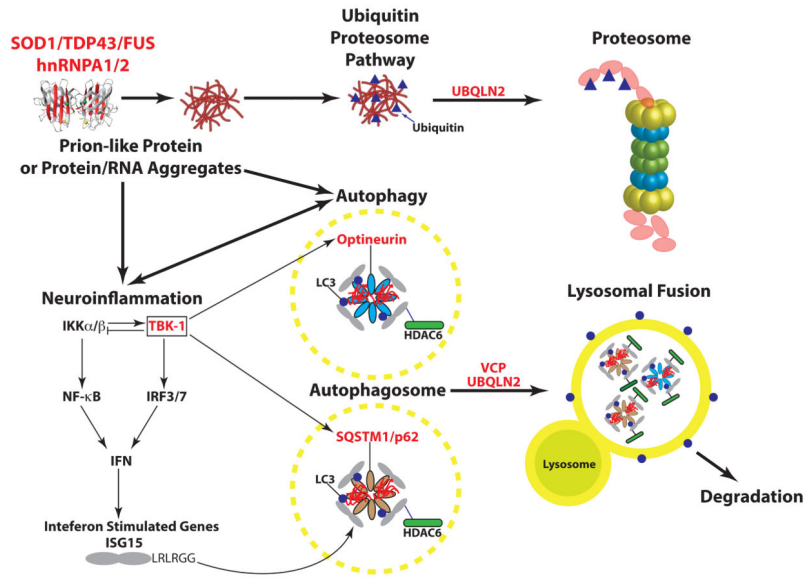 SOD1/TDP43/FUS
hnRNPA1/2
Ubiquitin
Proteosome
Pathway
Proteosome
UBQLN2
Ubiquitin
Prion-like Protein
or Protein/RNA Aggregates
Autophagy
Optineurin
LC3
HDAC6
Neuroinflammation
IKKα/β
TBK-1
NF-κB
IRF3/7
IFN
Inteferon Stimulated Genes
ISG15
LRLRGG
Autophagosome
SQSTM1/p62
LC3
HDAC6
VCP
UBQLN2
Lysosomal Fusion
Lysosome
Degradation